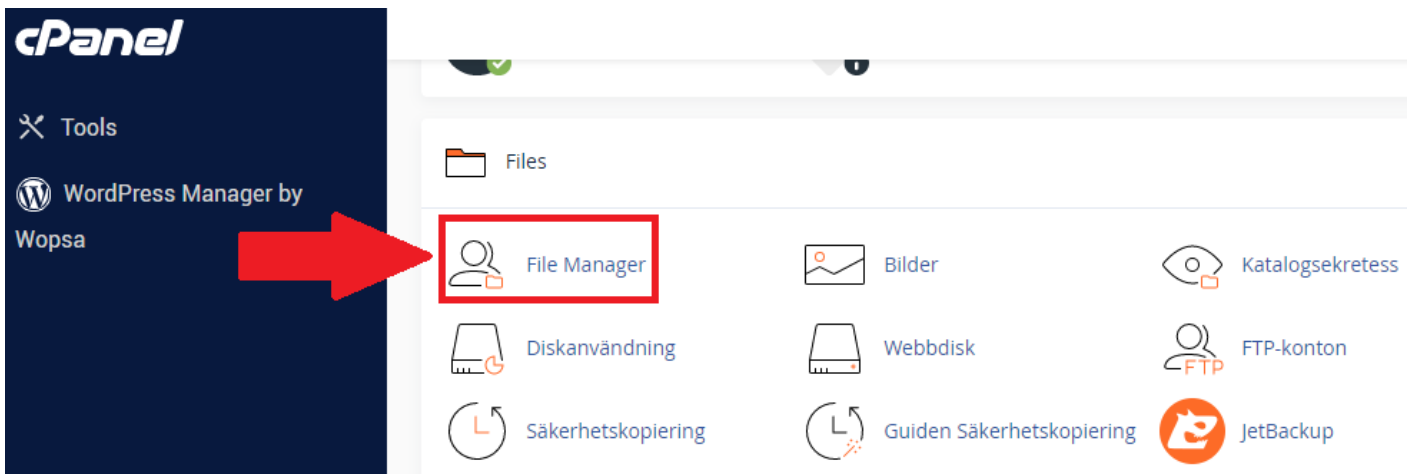 cPanel
Tools
WordPress Manager by
Wopsa
Files
File Manager
Bilder
Katalogsekretess
Diskanvändning
Webbdisk
FTP-konton
FTP
Säkerhetskopiering
Guiden Säkerhetskopiering
JetBackup